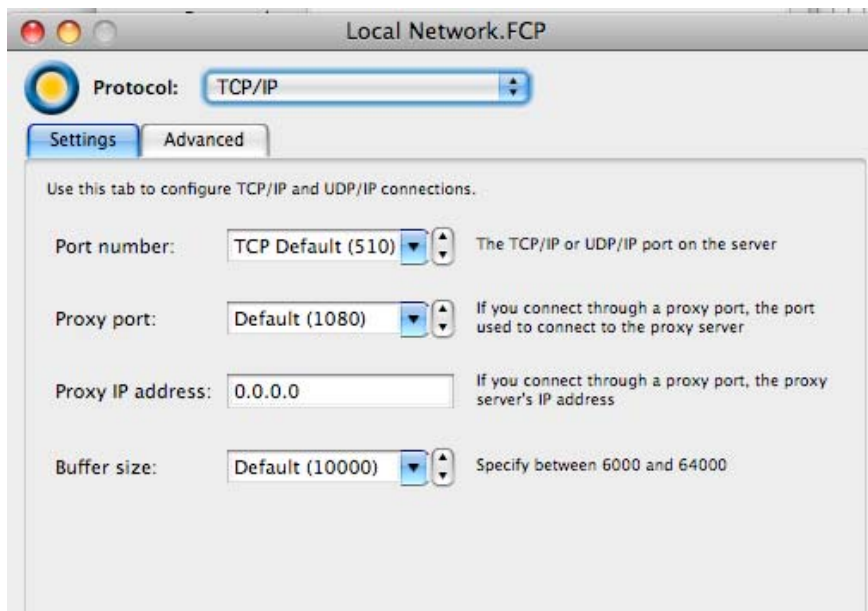 Local Network.FCP
Protocol: TCP/IP
Settings Advanced
Use this tab to configure TCP/IP and UDP/IP connections.
Port number: TCP Default (510) The TCP/IP or UDP/IP port on the server
Proxy port: Default (1080) If you connect through a proxy port, the port
used to connect to the proxy server
Proxy IP address: 0.0.0.0 If you connect through a proxy port, the proxy
server's IP address
Buffer size: Default (10000) Specify between 6000 and 64000